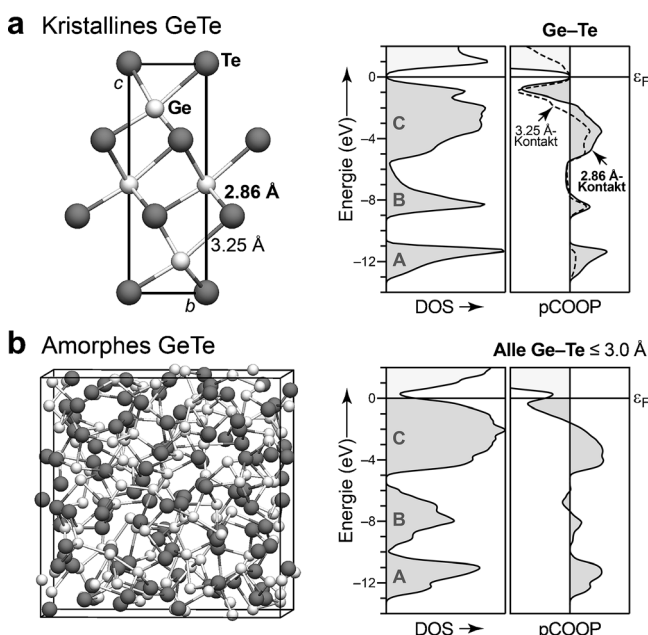 a Kristallines GeTe
c
Te
Ge
2.86 Å
3.25 Å
b
Ge–Te
Energie (eV)
0
−4
−8
−12
C
B
A
DOS
εF
3.25 Å-
Kontakt
2.86 Å-
Kontakt
pCOOP
b Amorphes GeTe
Alle Ge–Te ≤ 3.0 Å
Energie (eV)
0
−4
−8
−12
C
B
A
DOS
εF
pCOOP